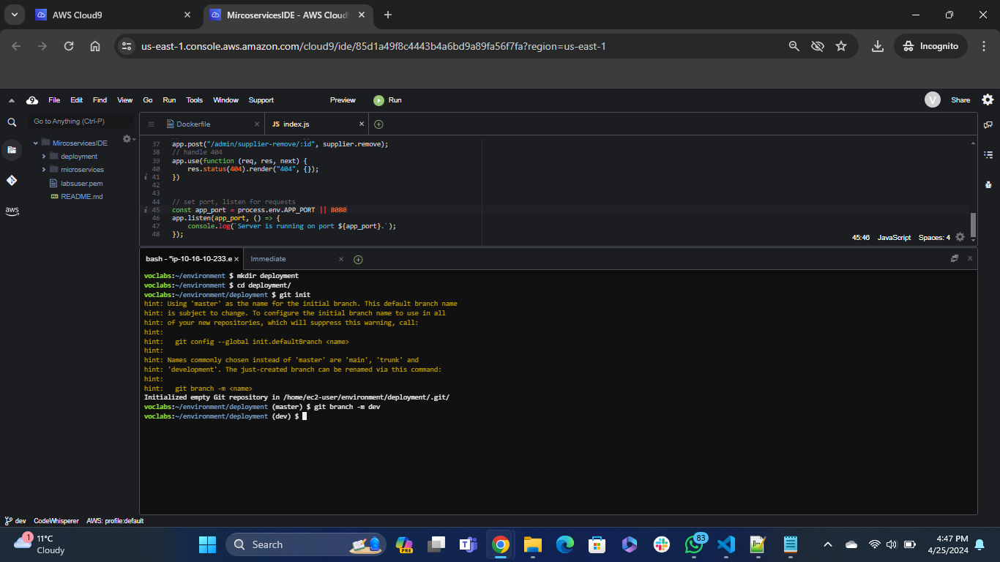 AWS Cloud9
MircoservicesIDE - AWS Cloud
us-east-1.console.aws.amazon.com/cloud9/ide/85d1a49f8c4443b4a6bd9a89fa56f7fa?region=us-east-1
Incognito
File Edit Find View Go Run Tools Window Support Preview Run
V
Share
Go to Anything (Ctrl-P)
MircoservicesIDE
deployment
microservices
labsuser.pem
README.md
aws
Dockerfile
JS index.js
37 app.post("/admin/supplier-remove/:id", supplier.remove);
38 // handle 404
39 app.use(function (req, res, next) {
40     res.status(404).render("404", {});
41 })
42
43
44 // set port, listen for requests
45 const app_port = process.env.APP_PORT || 8080
46 app.listen(app_port, () => {
47     console.log(`Server is running on port ${app_port}.`);
48 });
45:46 JavaScript Spaces: 4
bash - "ip-10-16-10-233.e
Immediate
voclabs:~/environment $ mkdir deployment
voclabs:~/environment $ cd deployment/
voclabs:~/environment/deployment $ git init
hint: Using 'master' as the name for the initial branch. This default branch name
hint: is subject to change. To configure the initial branch name to use in all
hint: of your new repositories, which will suppress this warning, call:
hint:
hint:   git config --global init.defaultBranch <name>
hint:
hint: Names commonly chosen instead of 'master' are 'main', 'trunk' and
hint: 'development'. The just-created branch can be renamed via this command:
hint:
hint:   git branch -m <name>
Initialized empty Git repository in /home/ec2-user/environment/deployment/.git/
voclabs:~/environment/deployment (master) $ git branch -m dev
voclabs:~/environment/deployment (dev) $
dev CodeWhisperer AWS: profile:default
1
11°C
Cloudy
Search
PRE
83
4:47 PM
4/25/2024